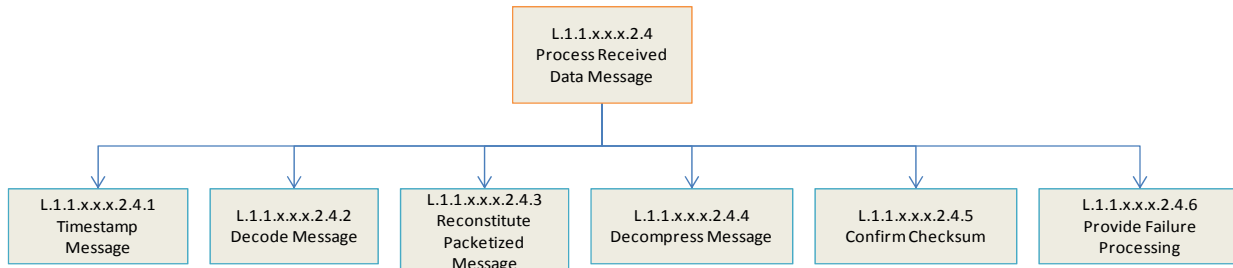 L.1.1.x.x.x.2.4
Process Received
Data Message
L.1.1.x.x.x.2.4.1
Timestamp
Message
L.1.1.x.x.x.2.4.2
Decode Message
L.1.1.x.x.x.2.4.3
Reconstitute
Packetized
Message
L.1.1.x.x.x.2.4.4
Decompress Message
L.1.1.x.x.x.2.4.5
Confirm Checksum
L.1.1.x.x.x.2.4.6
Provide Failure
Processing